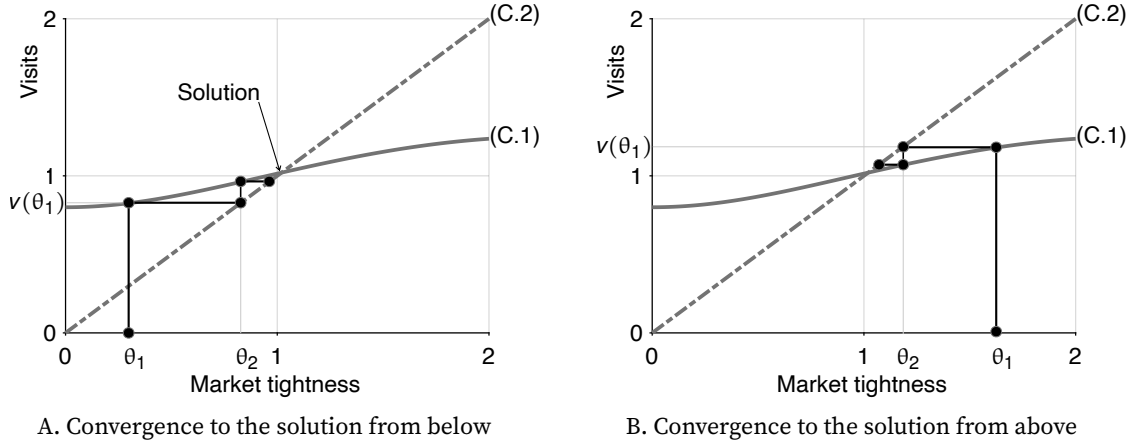 2
(C.2)
Visits
Solution
(C.1)
1
v(θ₁)
0
0
θ₁
θ₂
1
2
Market tightness
A. Convergence to the solution from below
2
(C.2)
Visits
(C.1)
v(θ₁)
1
0
0
1
θ₂
θ₁
2
Market tightness
B. Convergence to the solution from above